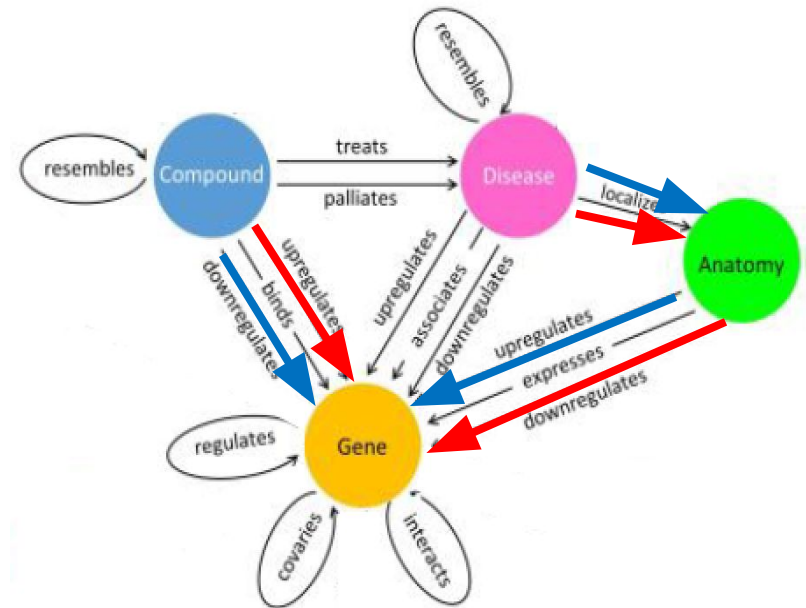 resembles
resembles
Compound
treats
palliates
Disease
localize
Anatomy
upregulates
binds
downregulates
upregulates
associates
downregulates
upregulates
expresses
downregulates
Gene
regulates
covaries
interacts